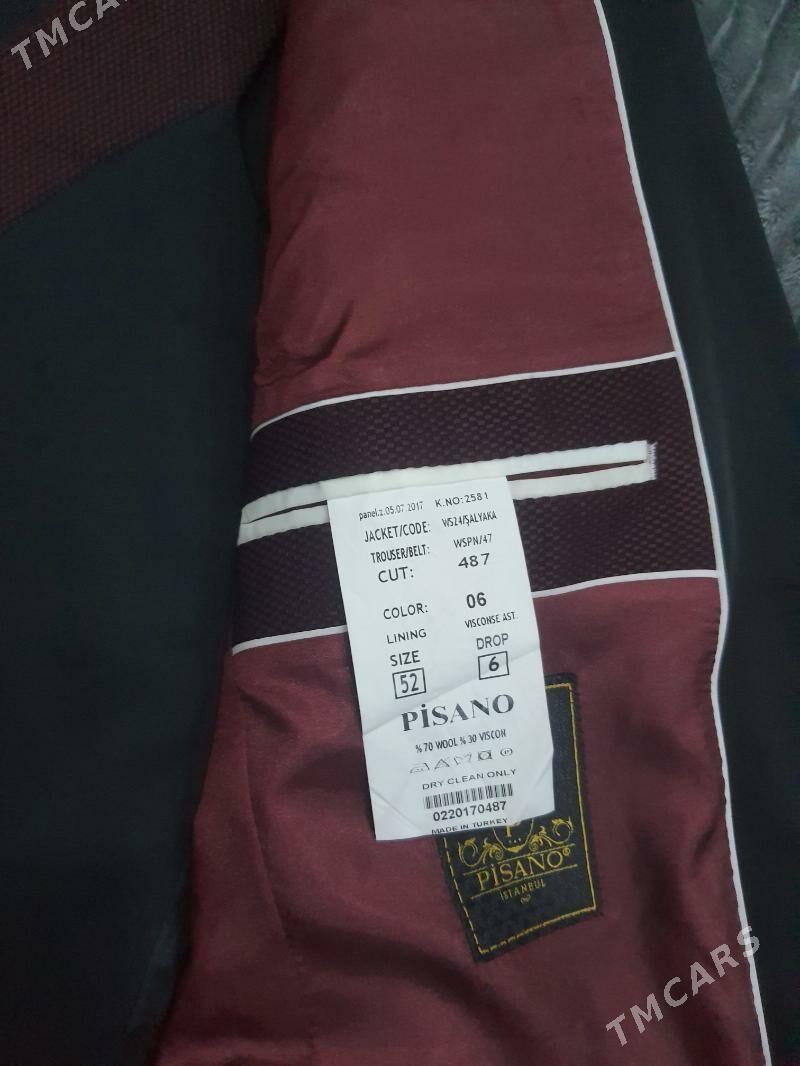 TMCARS
panel.z.05.07.2017 K.NO:2581
JACKET/CODE: WS24/ŞALYAKA
TROUSER/BELT: WSPN/47
CUT: 487
COLOR: 06
LINING VISCONSE AST.
SIZE DROP
52 6
PİSANO
% 70 WOOL % 30 VISCON
DRY CLEAN ONLY
0220170487
MADE IN TURKEY
PİSANO®
İSTANBUL
TMCARS